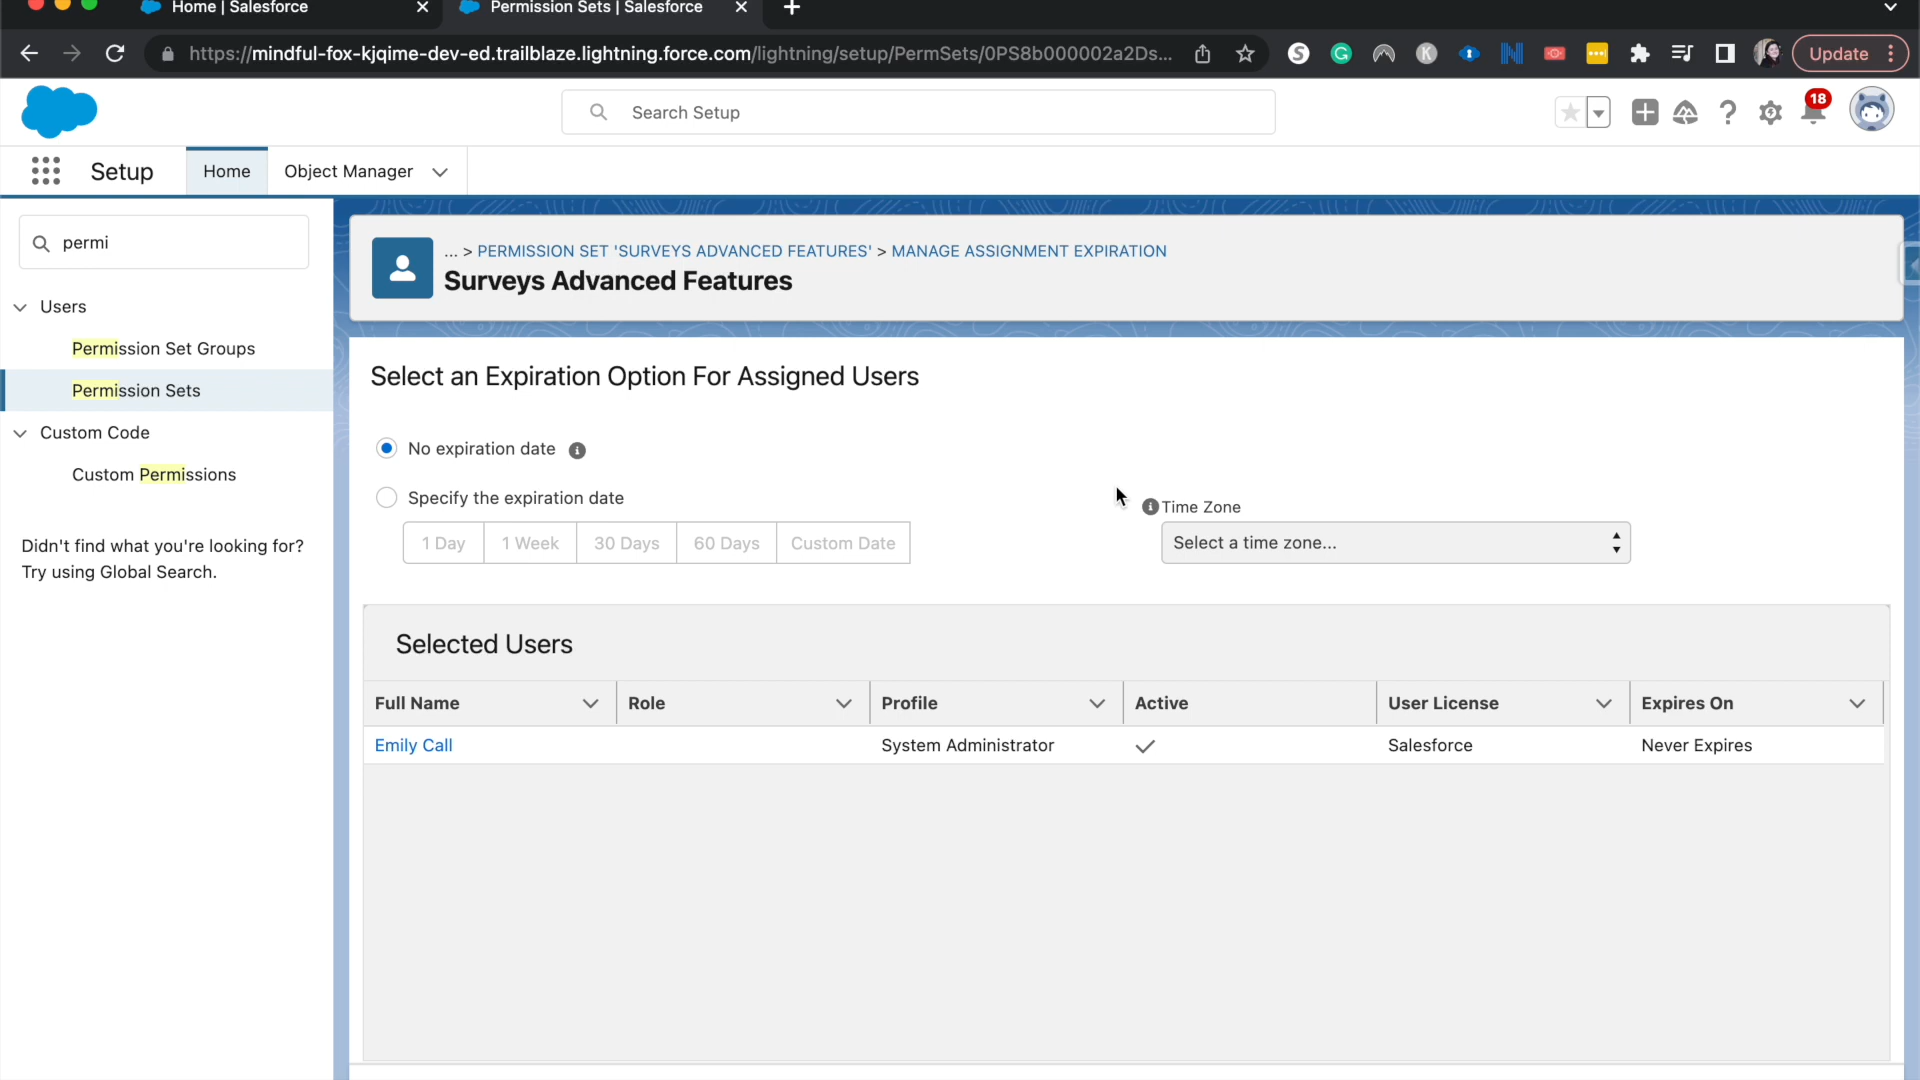 Home | Salesforce
Permission Sets | Salesforce
https://mindful-fox-kjqime-dev-ed.trailblaze.lightning.force.com/lightning/setup/PermSets/0PS8b000002a2Ds...
Update
Search Setup
18
Setup
Home
Object Manager
permi
Users
Permission Set Groups
Permission Sets
Custom Code
Custom Permissions
Didn't find what you're looking for?
Try using Global Search.
... > PERMISSION SET 'SURVEYS ADVANCED FEATURES' > MANAGE ASSIGNMENT EXPIRATION
Surveys Advanced Features
Select an Expiration Option For Assigned Users
No expiration date
Specify the expiration date
1 Day 1 Week 30 Days 60 Days Custom Date
Time Zone
Select a time zone...
Selected Users
Full Name Role Profile Active User License Expires On
Emily Call System Administrator Salesforce Never Expires